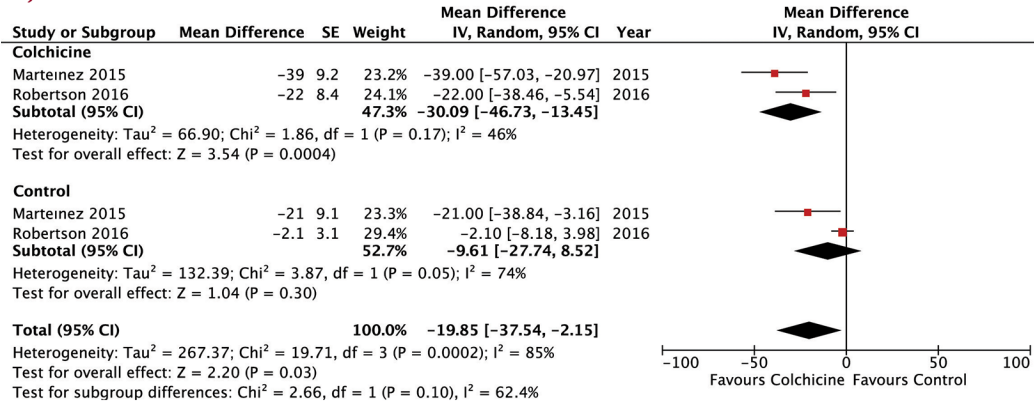 Mean Difference Mean Difference
Study or Subgroup Mean Difference SE Weight IV, Random, 95% CI Year IV, Random, 95% CI
Colchicine
Marteınez 2015 −39 9.2 23.2% −39.00 [−57.03, −20.97] 2015
Robertson 2016 −22 8.4 24.1% −22.00 [−38.46, −5.54] 2016
Subtotal (95% CI) 47.3% −30.09 [−46.73, −13.45]
Heterogeneity: Tau² = 66.90; Chi² = 1.86, df = 1 (P = 0.17); I² = 46%
Test for overall effect: Z = 3.54 (P = 0.0004)
Control
Marteınez 2015 −21 9.1 23.3% −21.00 [−38.84, −3.16] 2015
Robertson 2016 −2.1 3.1 29.4% −2.10 [−8.18, 3.98] 2016
Subtotal (95% CI) 52.7% −9.61 [−27.74, 8.52]
Heterogeneity: Tau² = 132.39; Chi² = 3.87, df = 1 (P = 0.05); I² = 74%
Test for overall effect: Z = 1.04 (P = 0.30)
Total (95% CI) 100.0% −19.85 [−37.54, −2.15]
Heterogeneity: Tau² = 267.37; Chi² = 19.71, df = 3 (P = 0.0002); I² = 85%
−100 −50 0 50 100
Test for overall effect: Z = 2.20 (P = 0.03)
Favours Colchicine Favours Control
Test for subgroup differences: Chi² = 2.66, df = 1 (P = 0.10), I² = 62.4%